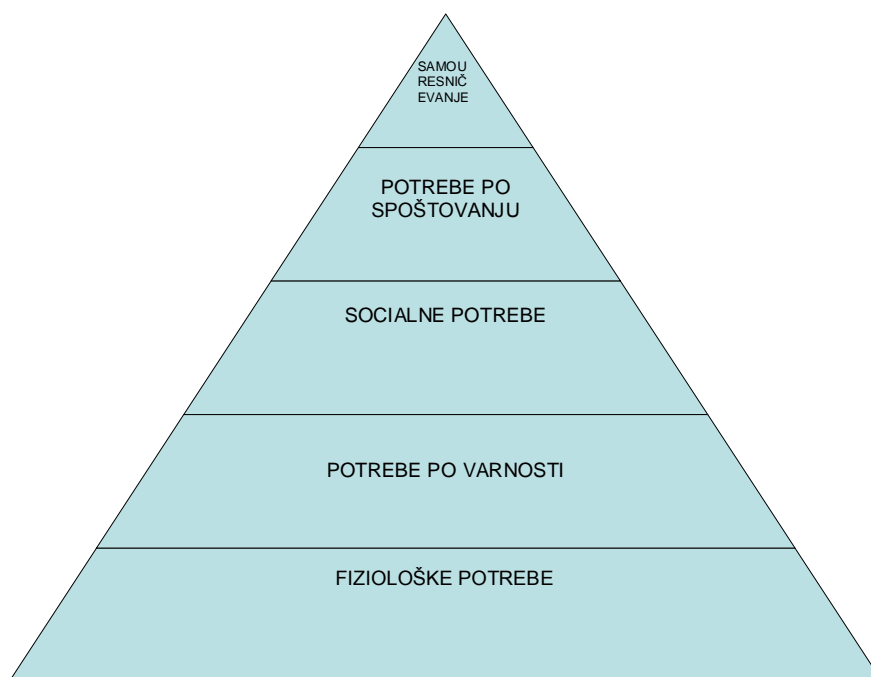 SAMOU
RESNIČ
EVANJE
POTREBE PO
SPOŠTOVANJU
SOCIALNE POTREBE
POTREBE PO VARNOSTI
FIZIOLOŠKE POTREBE